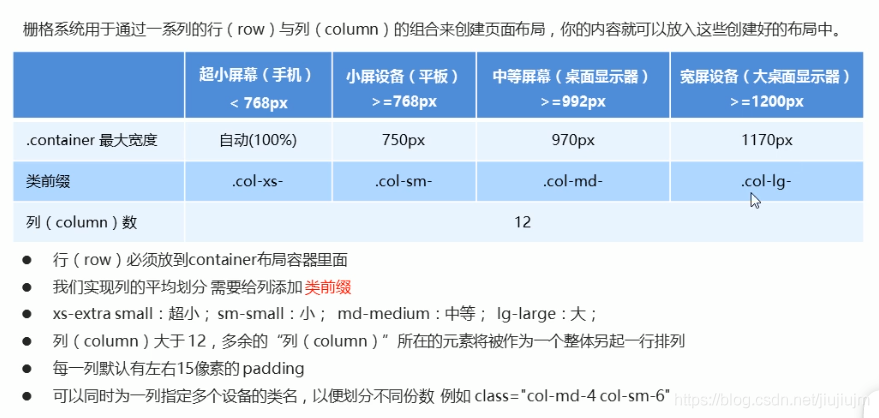 栅格系统用于通过一系列的行（row）与列（column）的组合来创建页面布局，你的内容就可以放入这些创建好的布局中。
超小屏幕（手机） 小屏设备（平板） 中等屏幕（桌面显示器） 宽屏设备（大桌面显示器）
< 768px >=768px >=992px >=1200px
.container 最大宽度 自动(100%) 750px 970px 1170px
类前缀 .col-xs- .col-sm- .col-md- .col-lg-
列（column）数 12
● 行（row）必须放到container布局容器里面
● 我们实现列的平均划分 需要给列添加 类前缀
● xs-extra small：超小； sm-small：小； md-medium：中等； lg-large：大；
● 列（column）大于 12，多余的“列（column）”所在的元素将被作为一个整体另起一行排列
● 每一列默认有左右15像素的 padding
● 可以同时为一列指定多个设备的类名，以便划分不同份数 例如 class="col-md-4 col-sm-6"
https://blog.csdn.net/jiujiujm